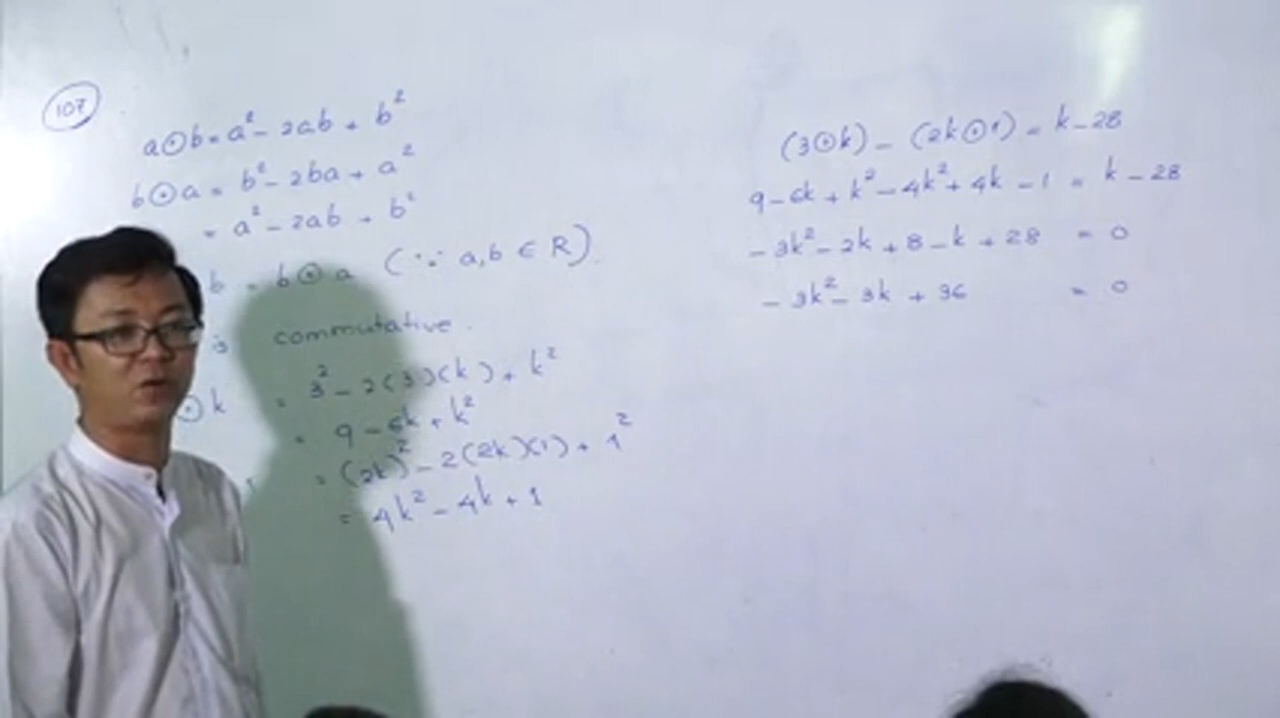 107
a⊙b = a² - 2ab + b²
b⊙a = b² - 2ba + a²
= a² - 2ab + b²
b = b⊙a (∵ a,b ∈ R).
is commutative.
⊙k = 3² - 2(3)(k) + k²
= 9 - 6k + k²
= (2k)² - 2(2k)(1) + 1²
= 4k² - 4k + 1
(3⊙k) - (2k⊙1) = k - 28
9 - 6k + k² - 4k² + 4k - 1 = k - 28
- 3k² - 2k + 8 - k + 28 = 0
- 3k² - 3k + 36 = 0